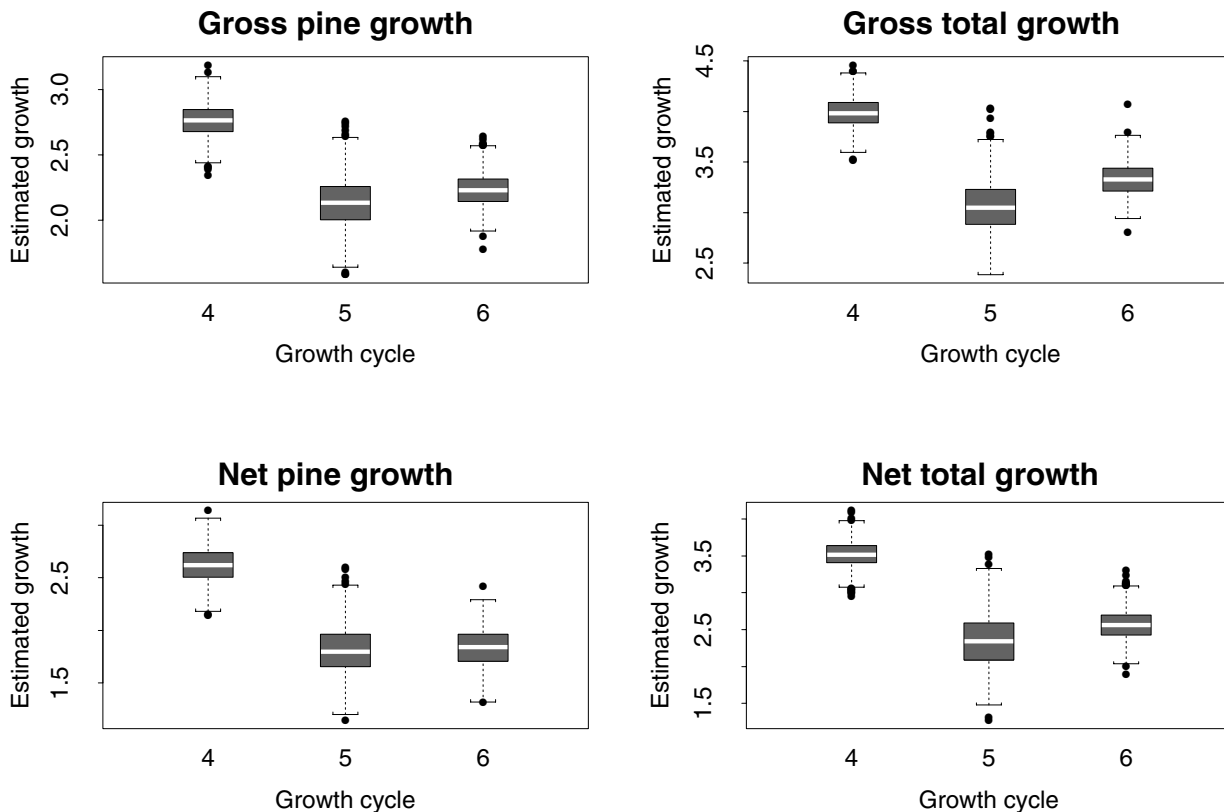 Gross pine growth
Estimated growth
3.0
2.5
2.0
4 5 6
Growth cycle
Gross total growth
Estimated growth
4.5
3.5
2.5
4 5 6
Growth cycle
Net pine growth
Estimated growth
2.5
1.5
4 5 6
Growth cycle
Net total growth
Estimated growth
3.5
2.5
1.5
4 5 6
Growth cycle